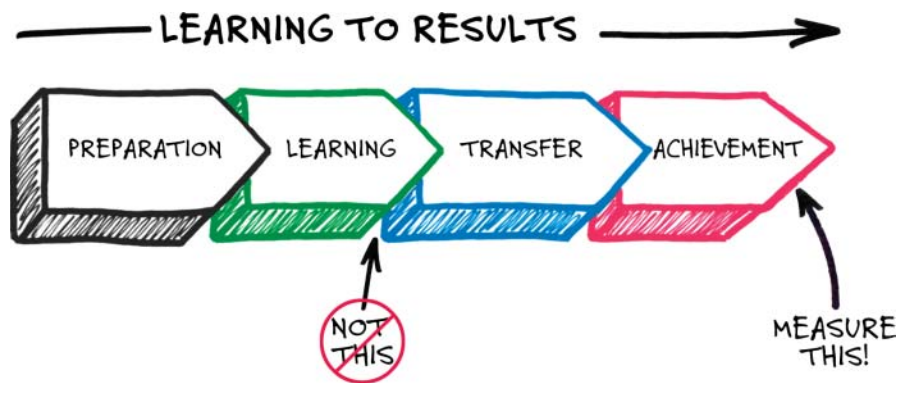 LEARNING TO RESULTS
PREPARATION
LEARNING
TRANSFER
ACHIEVEMENT
NOT
THIS
MEASURE
THIS!